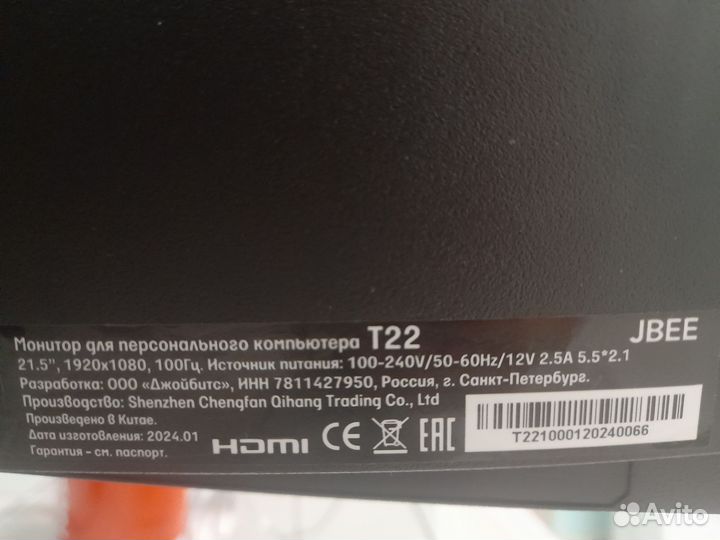 Монитор для персонального компьютера T22 JBEE
21.5", 1920x1080, 100Гц. Источник питания: 100-240V/50-60Hz/12V 2.5A 5.5*2.1
Разработка: ООО «Джойбитс», ИНН 7811427950, Россия, г. Санкт-Петербург.
Производство: Shenzhen Chengfan Qihang Trading Co., Ltd
Произведено в Китае.
Дата изготовления: 2024.01
Гарантия - см. паспорт.
HDMI CE EAC
T221000120240066
Avito